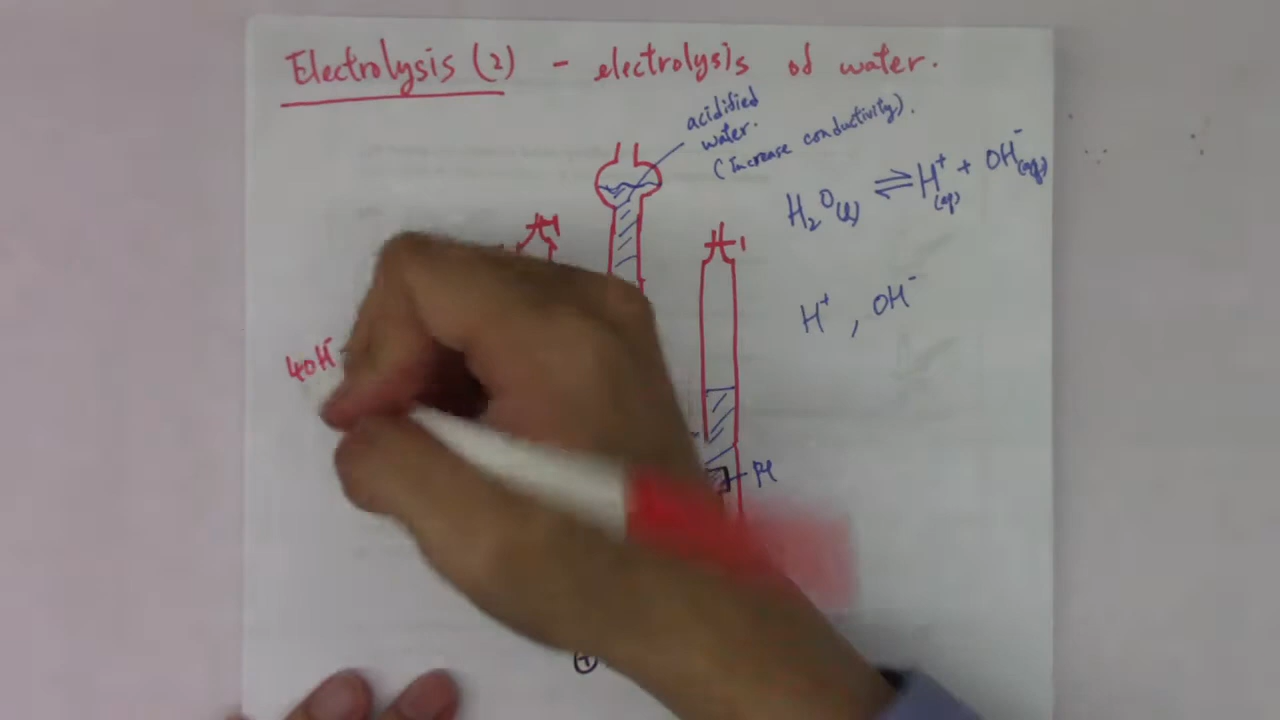 Electrolysis (2) - electrolysis of water.
acidified
water.
(Increase conductivity).
H₂O(l) ⇌ H⁺(aq) + OH⁻(aq)
H⁺, OH⁻
4OH⁻
Pt
+